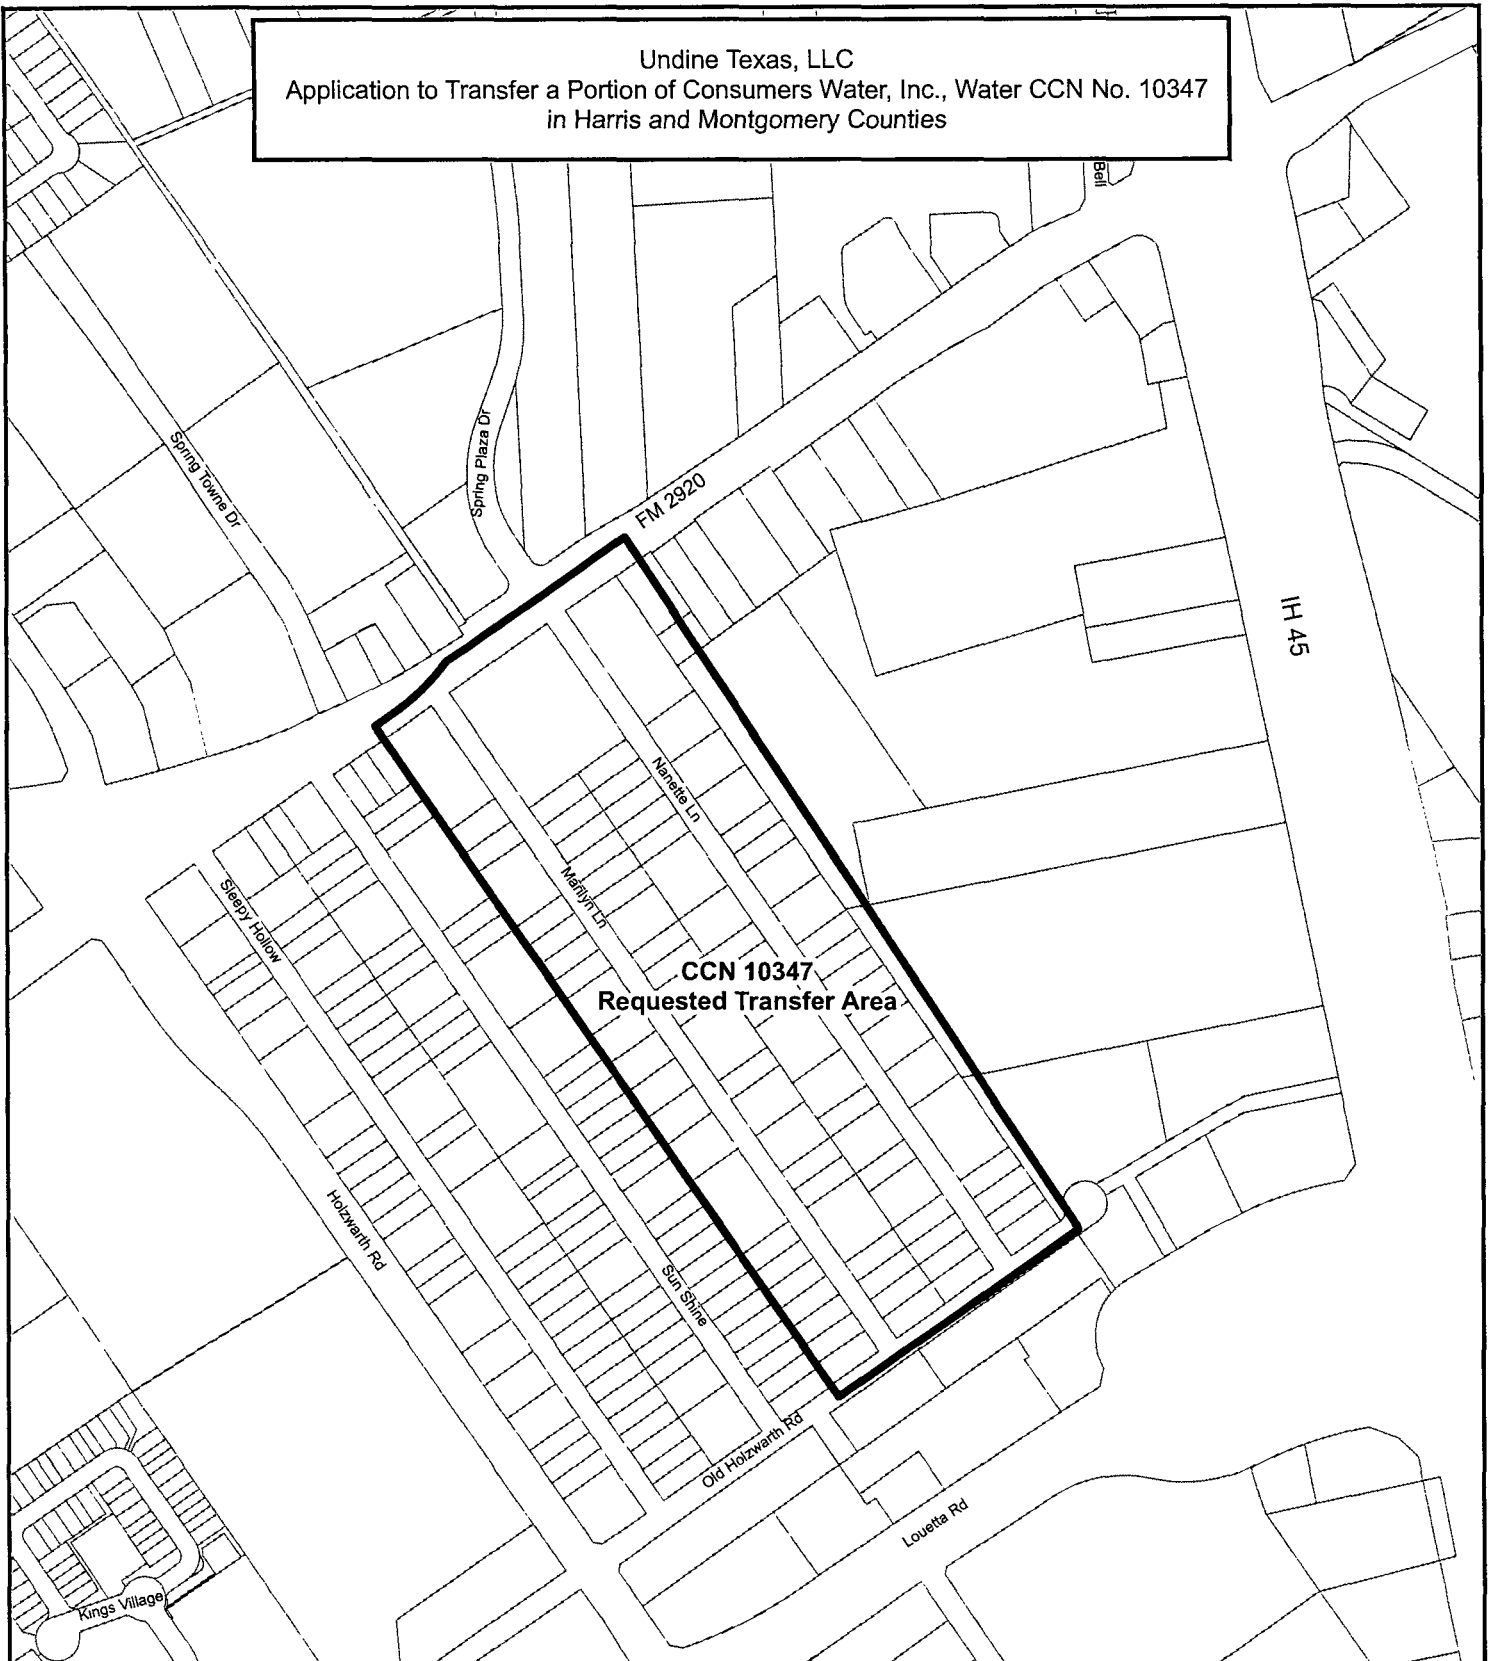 Undine Texas, LLC
Application to Transfer a Portion of Consumers Water, Inc., Water CCN No. 10347
in Harris and Montgomery Counties
Bell
Spring Towne Dr
Spring Plaza Dr
FM 2920
IH 45
Nanette Ln
Marilyn Ln
Sleepy Hollow
CCN 10347
Requested Transfer Area
Holzwarth Rd
Sun Shine
Old Holzwarth Rd
Louetta Rd
Kings Village